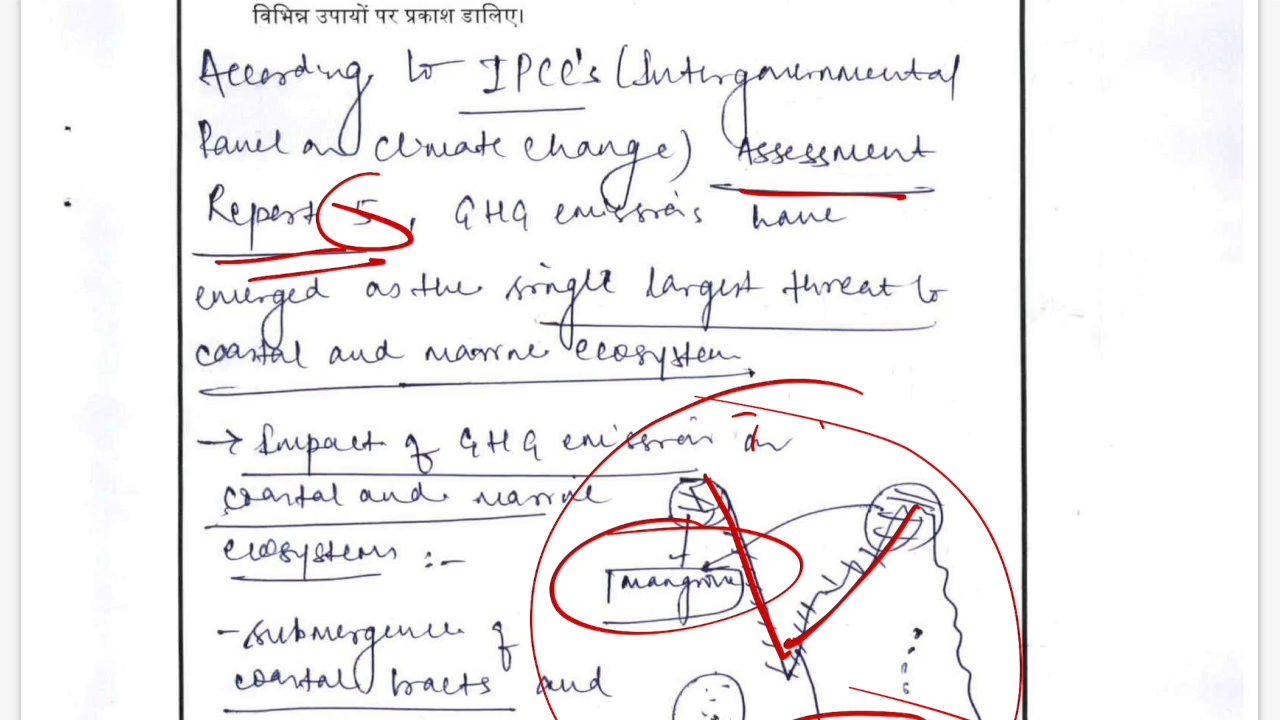 विभिन्न उपायों पर प्रकाश डालिए।
According to IPCC's (Intergovernmental
Panel on climate change) Assessment
Report 5, GHG emissions have
emerged as the single largest threat to
coastal and marine ecosystem
→ Impact of GHG emission on
coastal and marine
ecosystems :-
mangrove
- submergence of
coastal tracts and